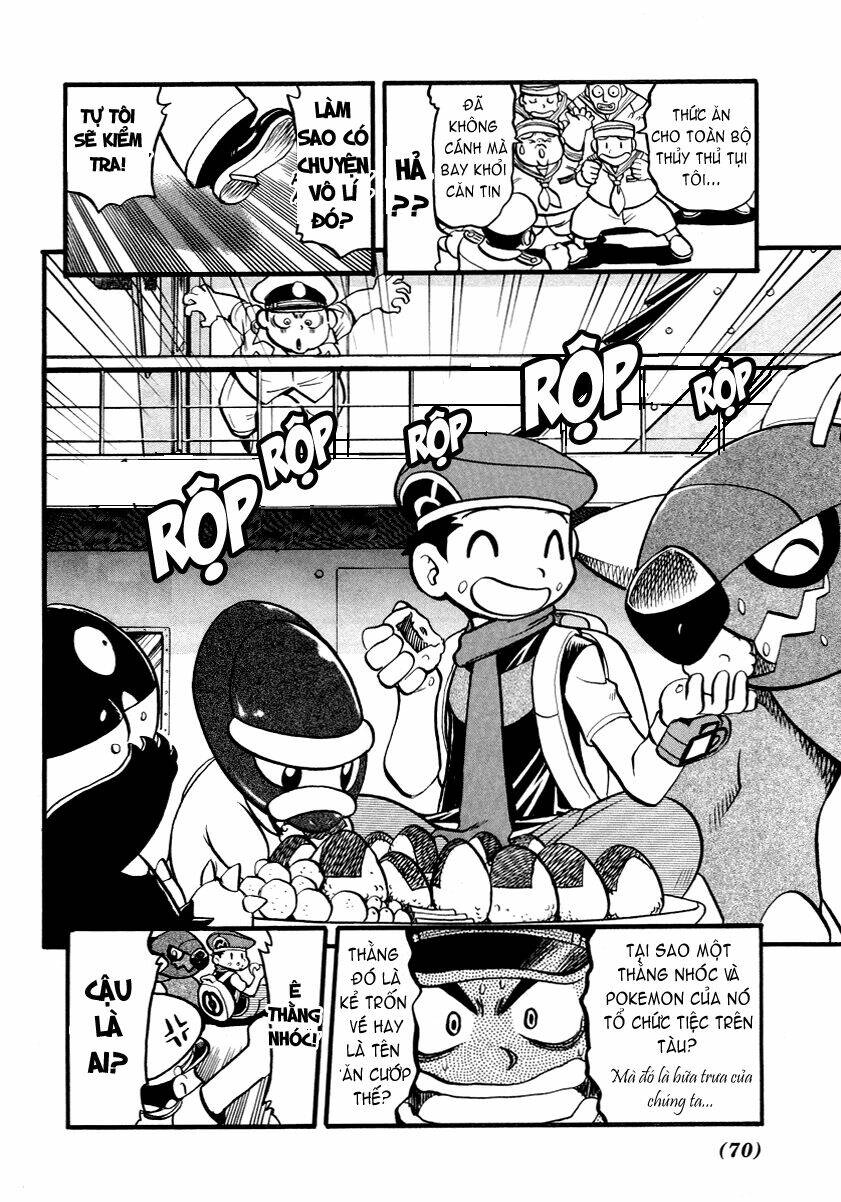 THỨC ĂN
CHO TOÀN BỘ
THỦY THỦ TỤI
TÔI...
ĐÃ
KHÔNG
CÁNH MÀ
BAY KHỎI
CĂN TIN
HẢ
??
LÀM
SAO CÓ
CHUYỆN
VÔ LÍ
ĐÓ?
TỰ TÔI
SẼ KIỂM
TRA!
RỘP
RỘP
RỘP
RỘP
RỘP
TẠI SAO MỘT
THẰNG NHÓC VÀ
POKEMON CỦA NÓ
TỔ CHỨC TIỆC TRÊN
TÀU?
Mà đó là bữa trưa của
chúng ta...
THẰNG
ĐÓ LÀ
KẺ TRỐN
VÉ HAY
LÀ TÊN
ĂN CƯỚP
THẾ?
Ê
THẰNG
NHÓC!
CẬU
LÀ
AI?
(70)